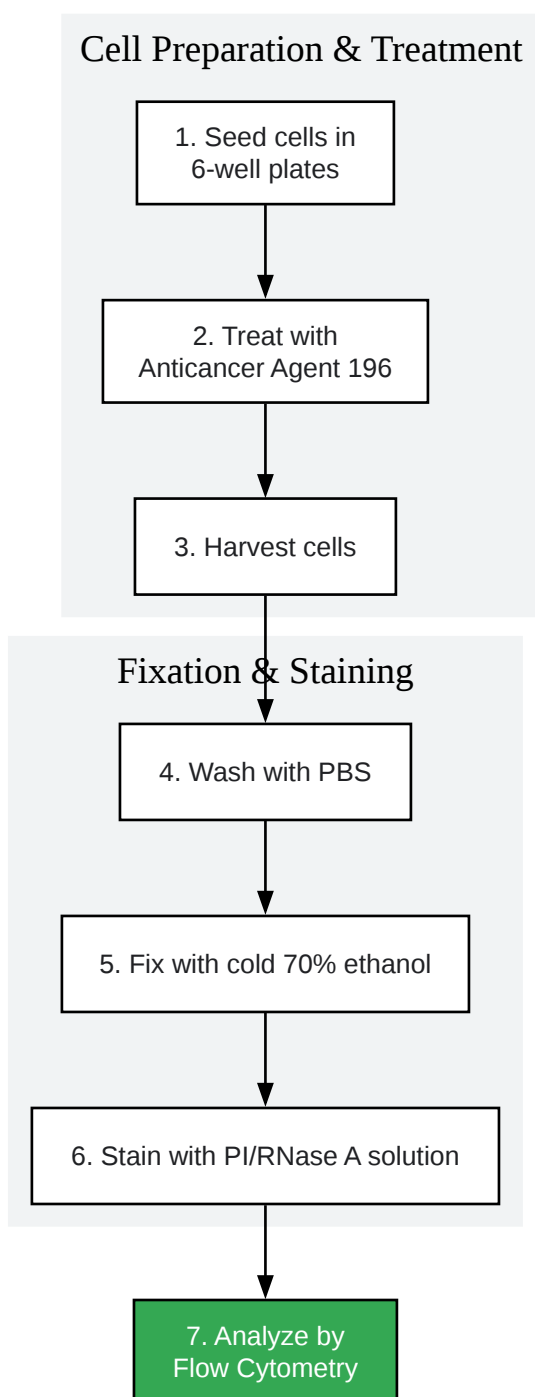 Cell Preparation & Treatment
1. Seed cells in
6-well plates
2. Treat with
Anticancer Agent 196
3. Harvest cells
Fixation & Staining
4. Wash with PBS
5. Fix with cold 70% ethanol
6. Stain with PI/RNase A solution
7. Analyze by
Flow Cytometry